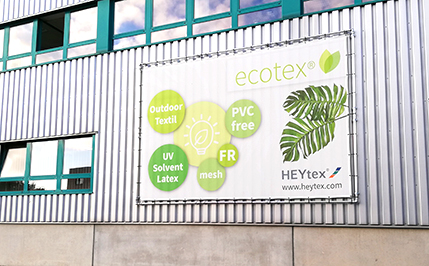 ecotex®
Outdoor
Textil
PVC
free
UV
Solvent
Latex
FR
mesh
HEYtex
www.heytex.com